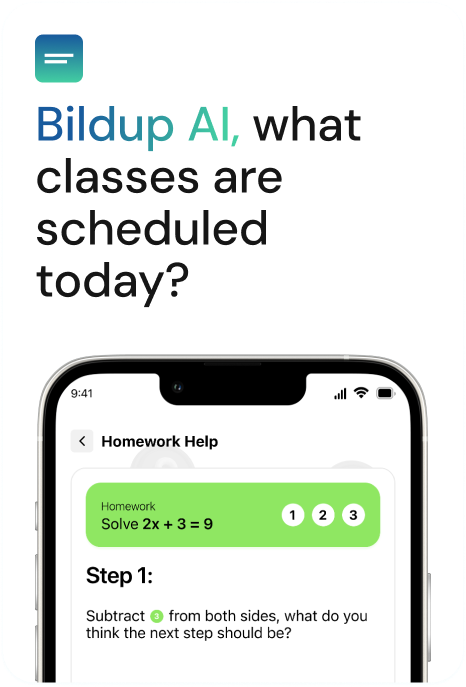 Bildup AI, what
classes are
scheduled
today?
9:41
Homework Help
Homework
Solve 2x + 3 = 9
1 2 3
Step 1:
Subtract 3 from both sides, what do you
think the next step should be?